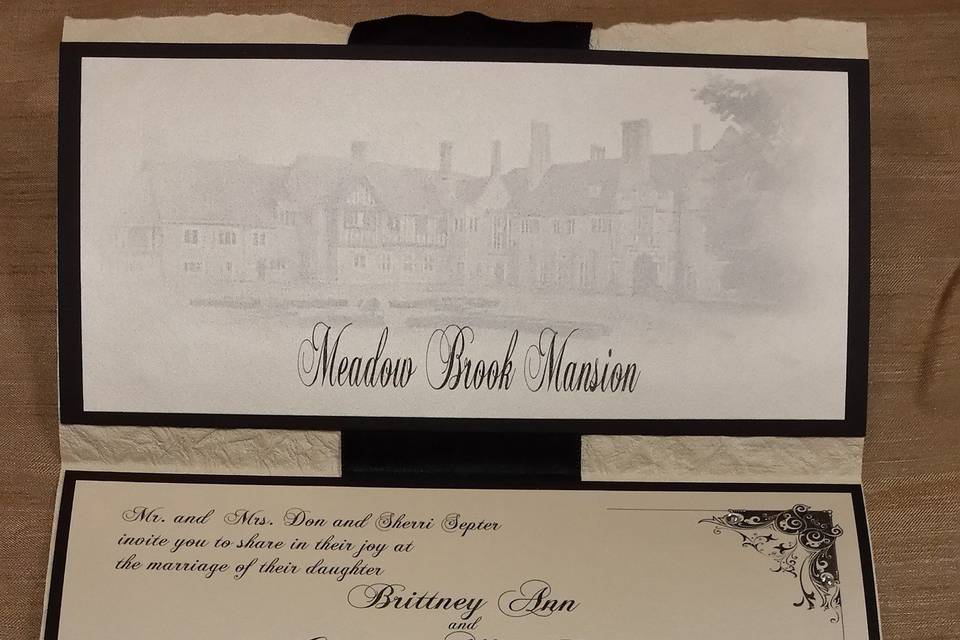 Meadow Brook Mansion
Mr. and Mrs. Don and Sherri Septer
invite you to share in their joy at
the marriage of their daughter
Brittney Ann
and